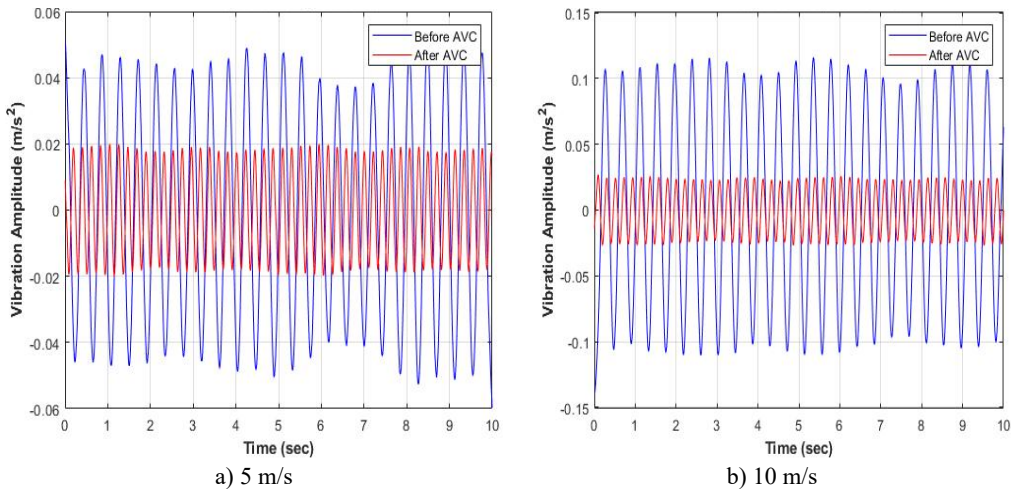 0.06
0.04
0.02
0
-0.02
-0.04
-0.06
Vibration Amplitude (m/s²)
Before AVC
After AVC
0 1 2 3 4 5 6 7 8 9 10
Time (sec)
a) 5 m/s
0.15
0.1
0.05
0
-0.05
-0.1
-0.15
Vibration Amplitude (m/s²)
Before AVC
After AVC
0 1 2 3 4 5 6 7 8 9 10
Time (sec)
b) 10 m/s